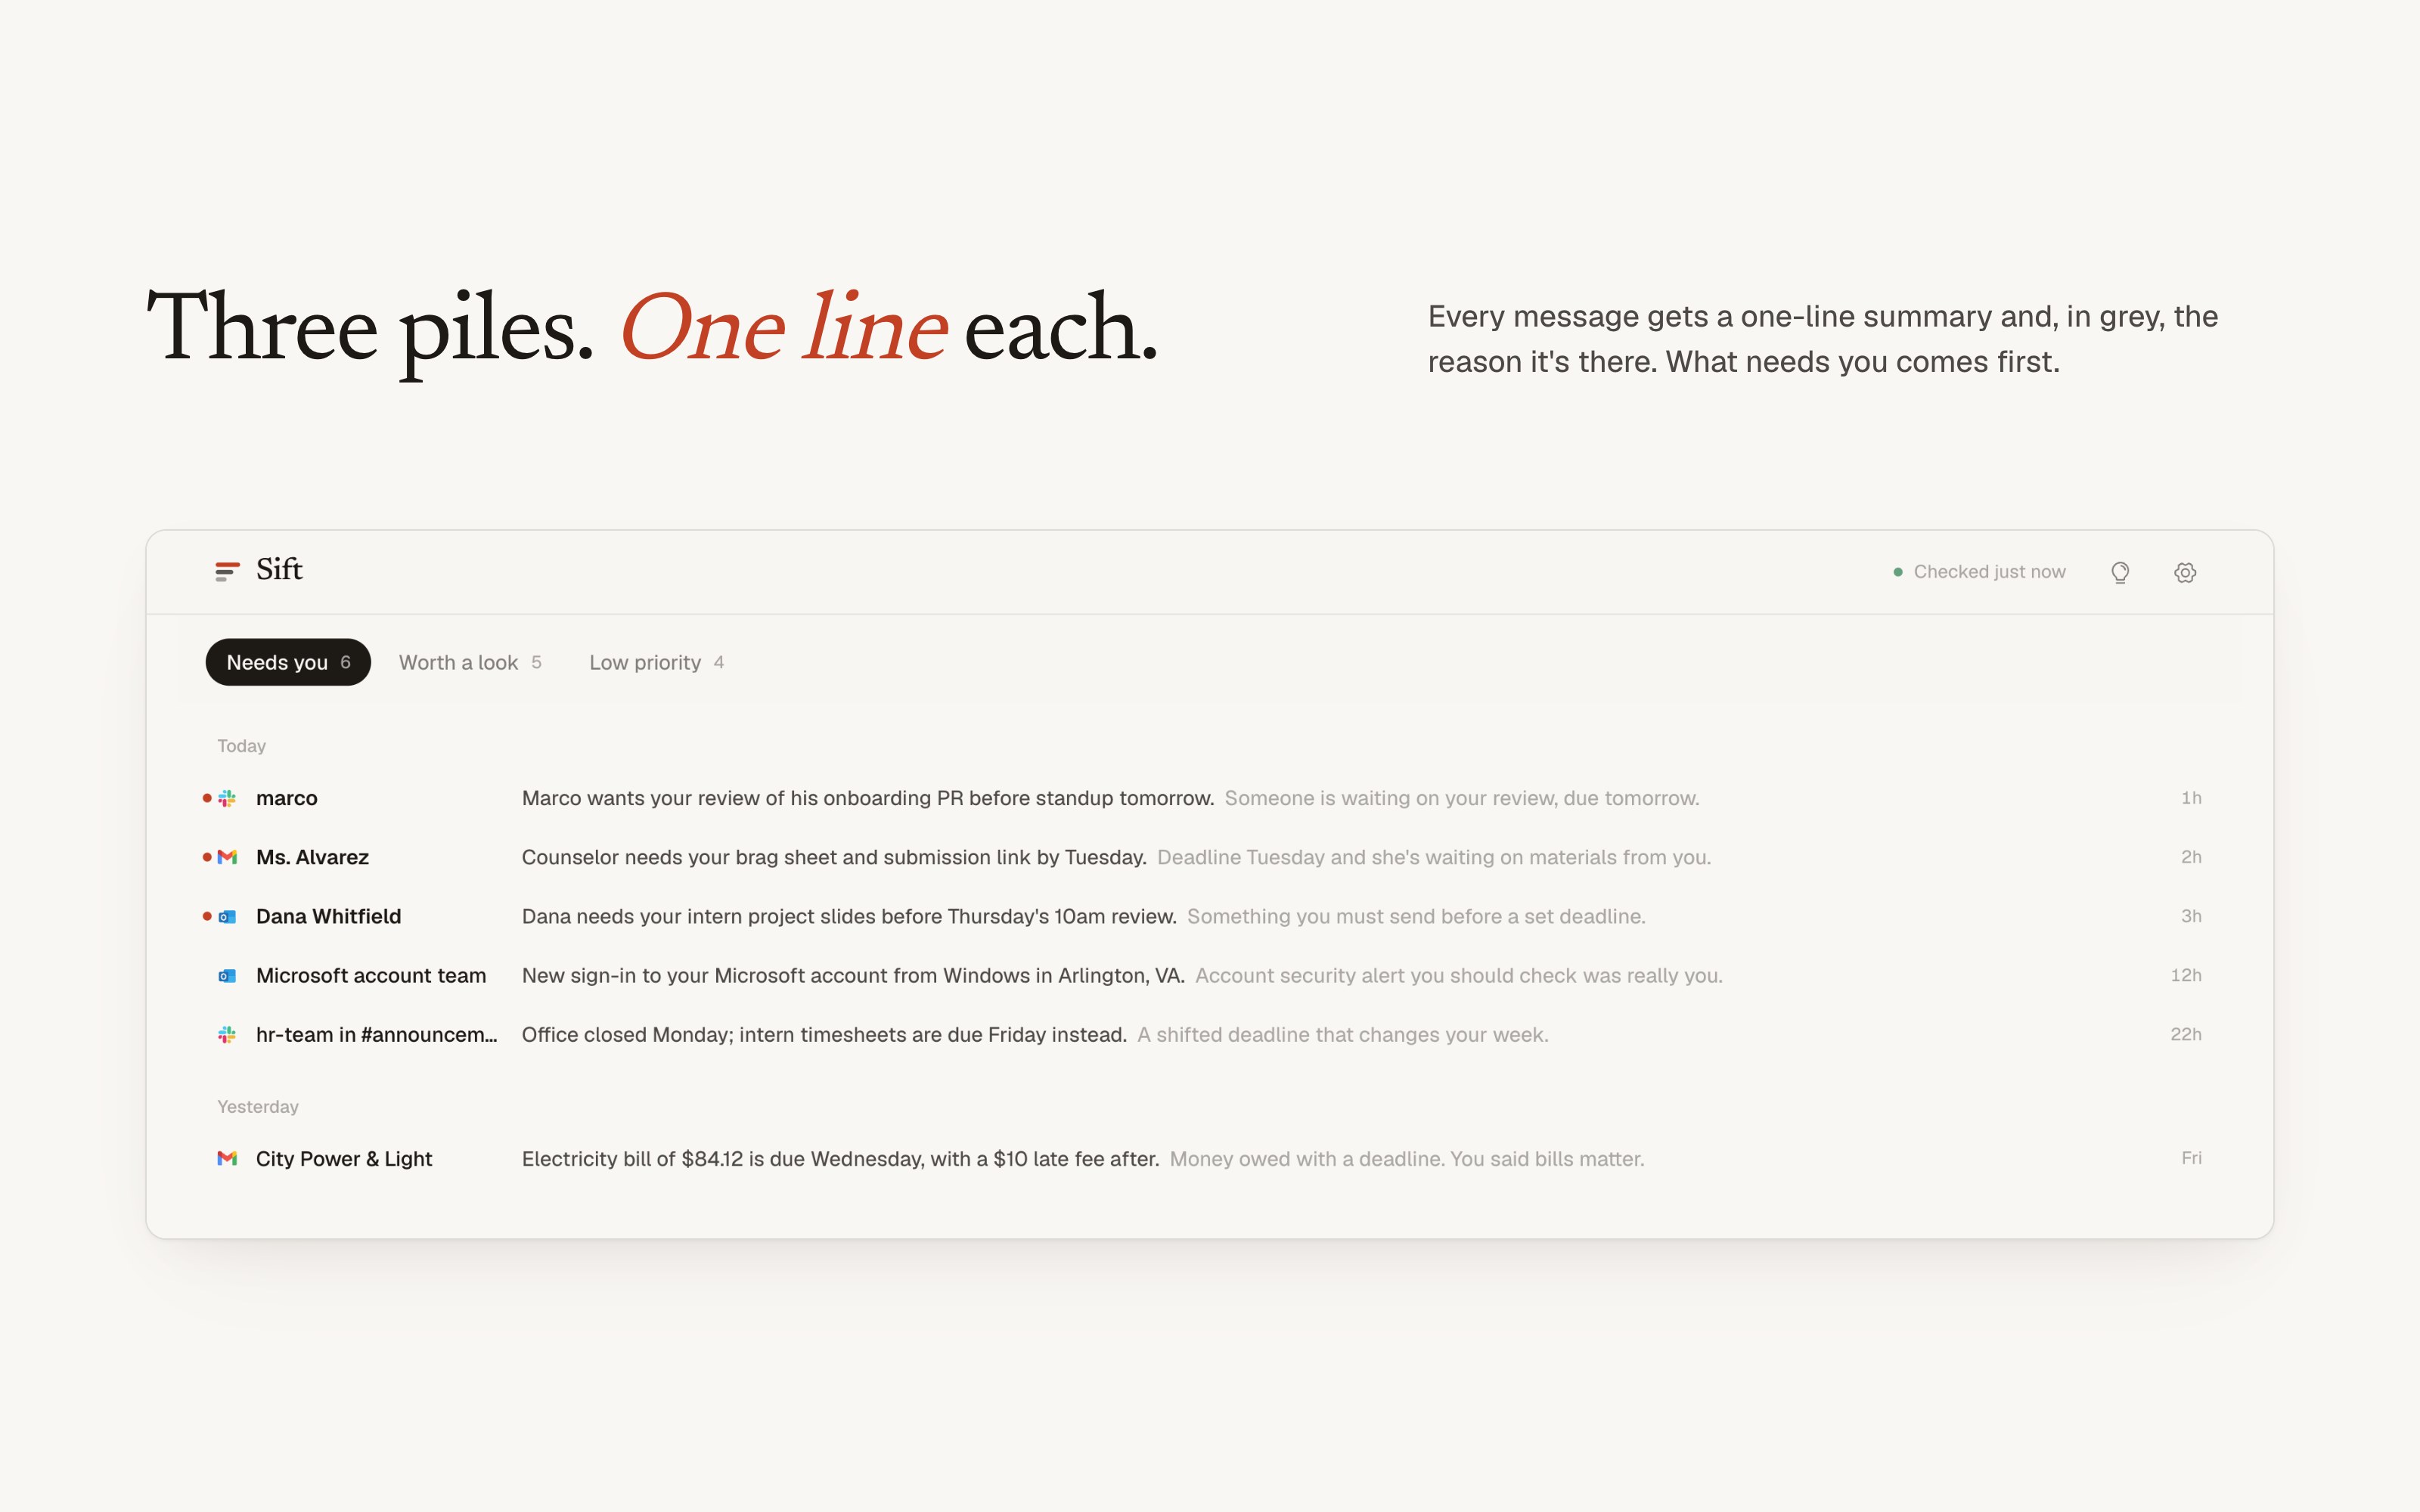 Three piles. One line each.
Every message gets a one-line summary and, in grey, the
reason it's there. What needs you comes first.
Sift
Checked just now
Needs you 6 Worth a look 5 Low priority 4
Today
marco Marco wants your review of his onboarding PR before standup tomorrow. Someone is waiting on your review, due tomorrow. 1h
Ms. Alvarez Counselor needs your brag sheet and submission link by Tuesday. Deadline Tuesday and she's waiting on materials from you. 2h
Dana Whitfield Dana needs your intern project slides before Thursday's 10am review. Something you must send before a set deadline. 3h
Microsoft account team New sign-in to your Microsoft account from Windows in Arlington, VA. Account security alert you should check was really you. 12h
hr-team in #announcem... Office closed Monday; intern timesheets are due Friday instead. A shifted deadline that changes your week. 22h
Yesterday
City Power & Light Electricity bill of $84.12 is due Wednesday, with a $10 late fee after. Money owed with a deadline. You said bills matter. Fri